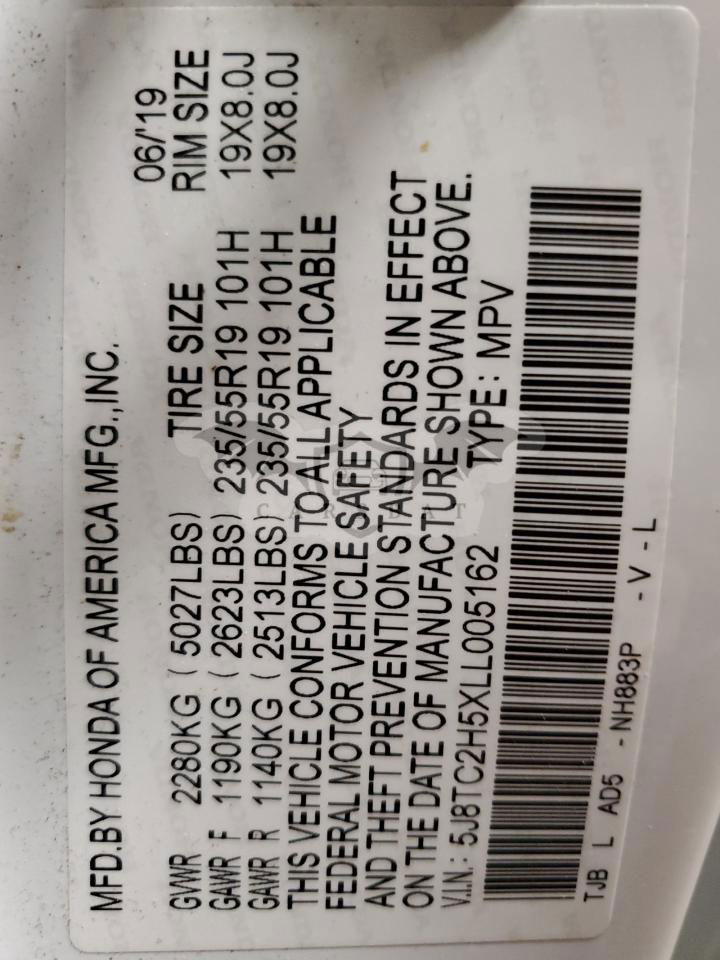 MFD.BY HONDA OF AMERICA MFG.,INC.
06/'19
GVWR 2280KG ( 5027LBS) TIRE SIZE RIM SIZE
GAWR F 1190KG ( 2623LBS) 235/55R19 101H 19X8.0J
GAWR R 1140KG ( 2513LBS) 235/55R19 101H 19X8.0J
THIS VEHICLE CONFORMS TO ALL APPLICABLE
FEDERAL MOTOR VEHICLE SAFETY
AND THEFT PREVENTION STANDARDS IN EFFECT
ON THE DATE OF MANUFACTURE SHOWN ABOVE.
V.I.N.: 5J8TC2H5XLL005162 TYPE: MPV
TJB L AD5 -NH883P -V-L
CARBAT